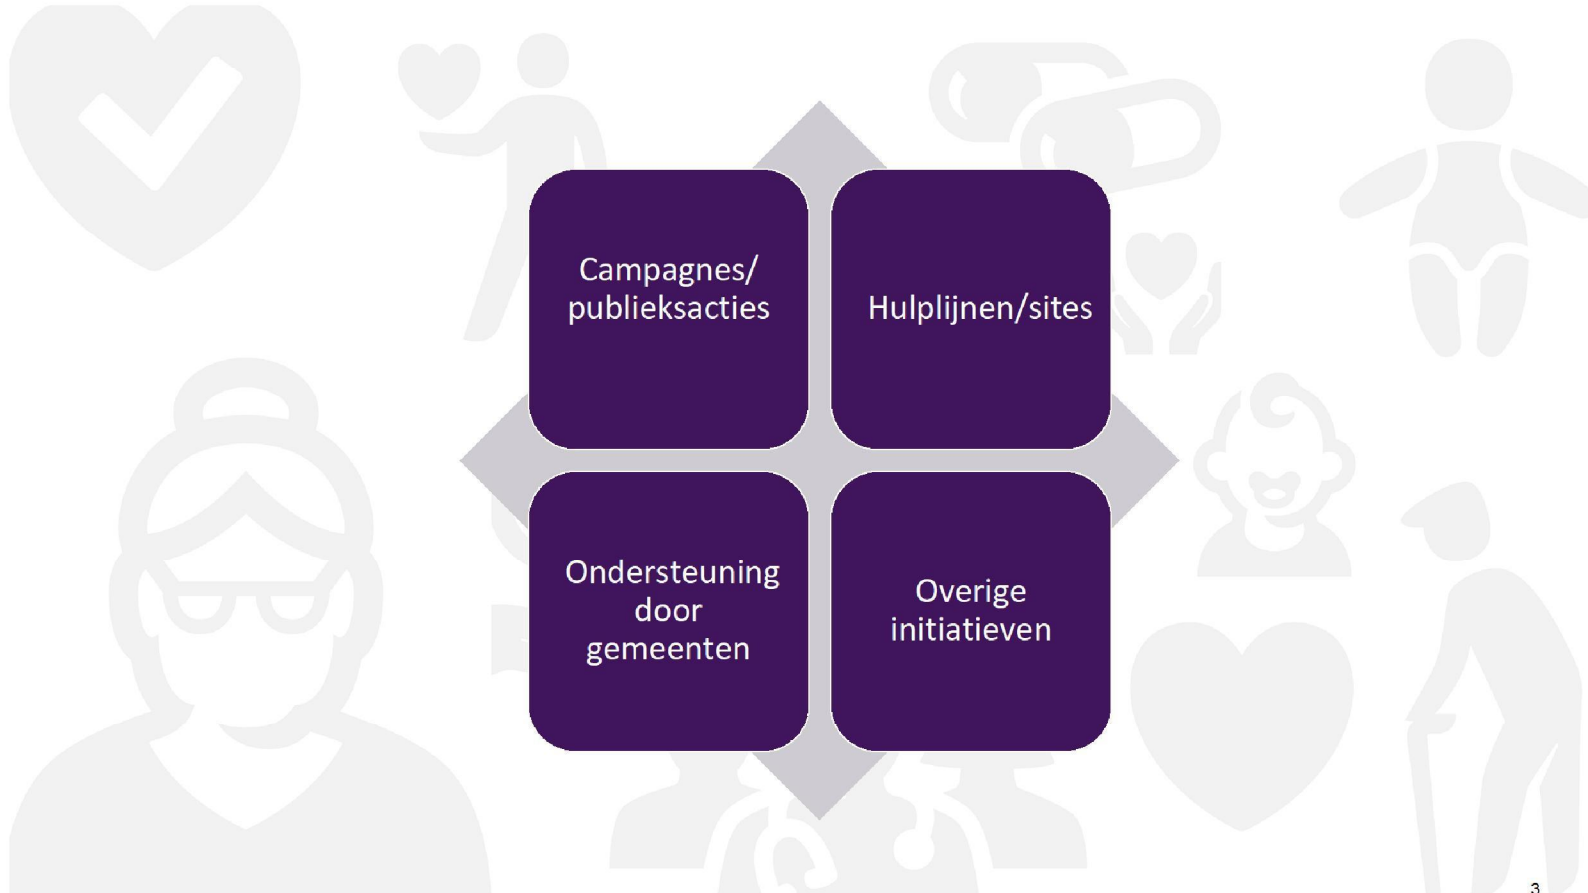 Campagnes/
publieksacties
Hulplijnen/sites
Ondersteuning
door
gemeenten
Overige
initiatieven
3